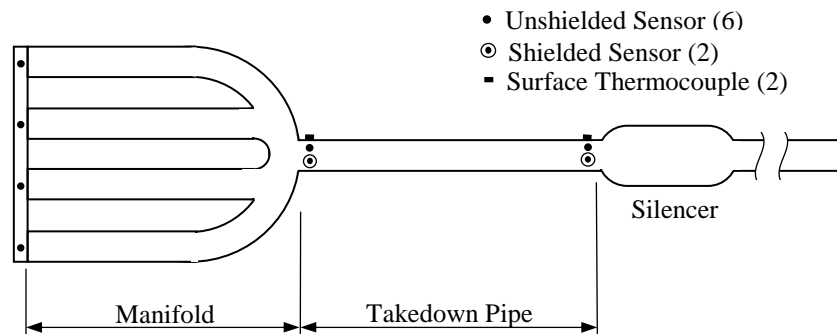 Unshielded Sensor (6)
Shielded Sensor (2)
Surface Thermocouple (2)
Silencer
Manifold
Takedown Pipe